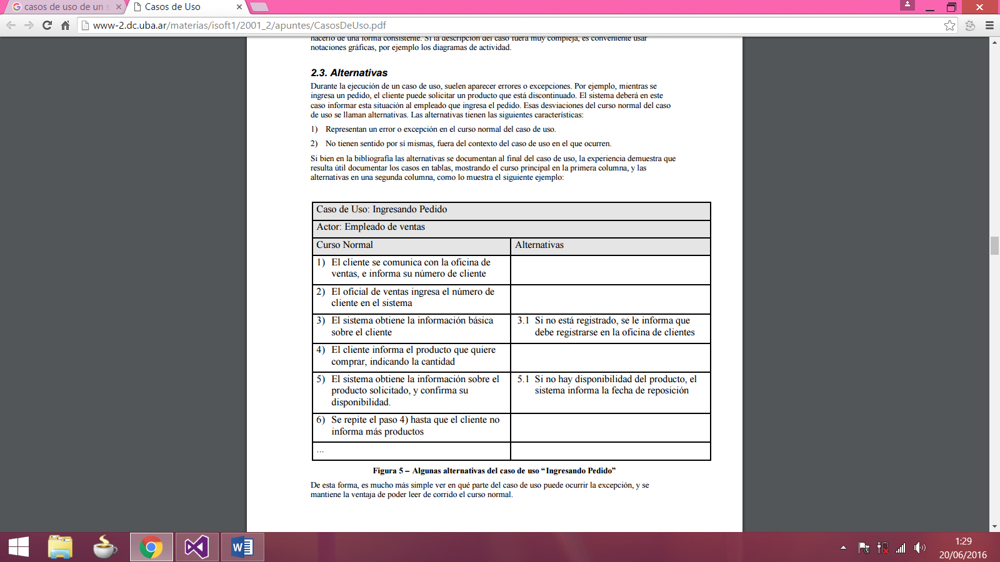 casos de uso de un s
Casos de Uso
www-2.dc.uba.ar/materias/isoft1/2001_2/apuntes/CasosDeUso.pdf
hacerlo de una forma consistente. Si la descripción del caso fuera muy compleja, es conveniente usar
notaciones gráficas, por ejemplo los diagramas de actividad.
2.3. Alternativas
Durante la ejecución de un caso de uso, suelen aparecer errores o excepciones. Por ejemplo, mientras se
ingresa un pedido, el cliente puede solicitar un producto que está discontinuado. El sistema deberá en este
caso informar esta situación al empleado que ingresa el pedido. Esas desviaciones del curso normal del caso
de uso se llaman alternativas. Las alternativas tienen las siguientes características:
1) Representan un error o excepción en el curso normal del caso de uso.
2) No tienen sentido por sí mismas, fuera del contexto del caso de uso en el que ocurren.
Si bien en la bibliografía las alternativas se documentan al final del caso de uso, la experiencia demuestra que
resulta útil documentar los casos en tablas, mostrando el curso principal en la primera columna, y las
alternativas en una segunda columna, como lo muestra el siguiente ejemplo:
Caso de Uso: Ingresando Pedido
Actor: Empleado de ventas
Curso Normal
Alternativas
1) El cliente se comunica con la oficina de
ventas, e informa su número de cliente
2) El oficial de ventas ingresa el número de
cliente en el sistema
3) El sistema obtiene la información básica
sobre el cliente
3.1 Si no está registrado, se le informa que
debe registrarse en la oficina de clientes
4) El cliente informa el producto que quiere
comprar, indicando la cantidad
5) El sistema obtiene la información sobre el
producto solicitado, y confirma su
disponibilidad.
5.1 Si no hay disponibilidad del producto, el
sistema informa la fecha de reposición
6) Se repite el paso 4) hasta que el cliente no
informa más productos
...
Figura 5 – Algunas alternativas del caso de uso “Ingresando Pedido”
De esta forma, es mucho más simple ver en qué parte del caso de uso puede ocurrir la excepción, y se
mantiene la ventaja de poder leer de corrido el curso normal.
1:29
20/06/2016